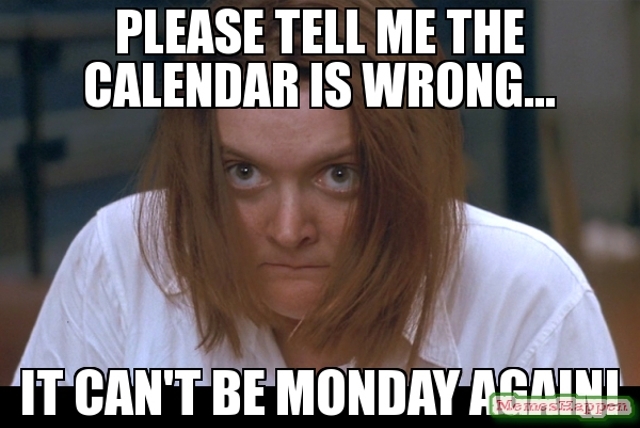 PLEASE TELL ME THE
CALENDAR IS WRONG...
IT CAN'T BE MONDAY AGAIN!
MemesHappen